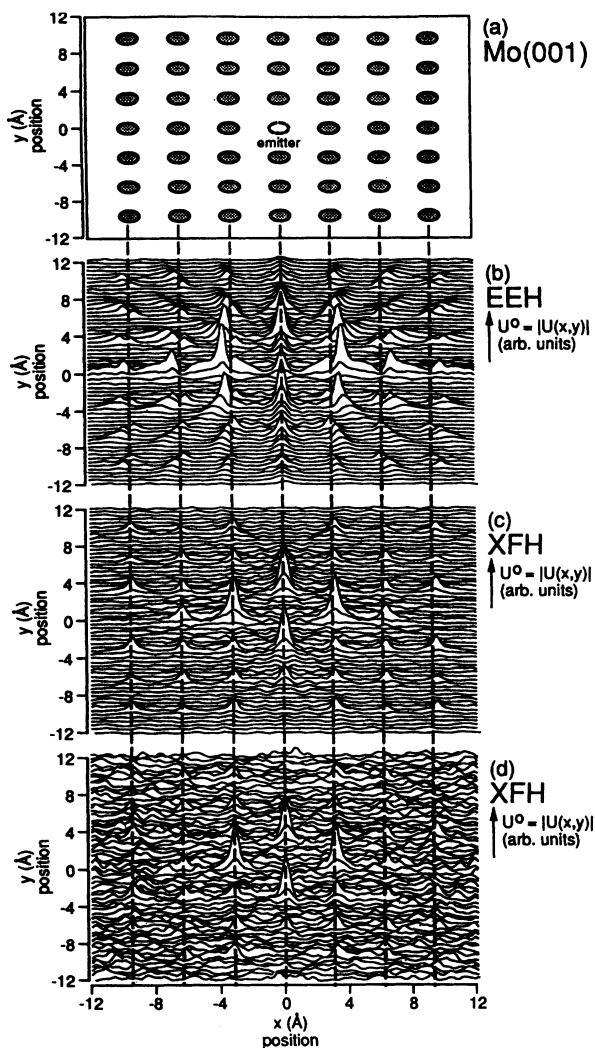 (a)
Mo(001)
12
8
4
0
-4
-8
-12
y (Å)
position
emitter
(b)
EEH
U° = |U(x,y)|
(arb. units)
12
8
4
0
-4
-8
-12
y (Å)
position
(c)
XFH
U° = |U(x,y)|
(arb. units)
12
8
4
0
-4
-8
-12
y (Å)
position
(d)
XFH
U° = |U(x,y)|
(arb. units)
12
8
4
0
-4
-8
-12
y (Å)
position
-12 -8 -4 0 4 8 12
x (Å)
position